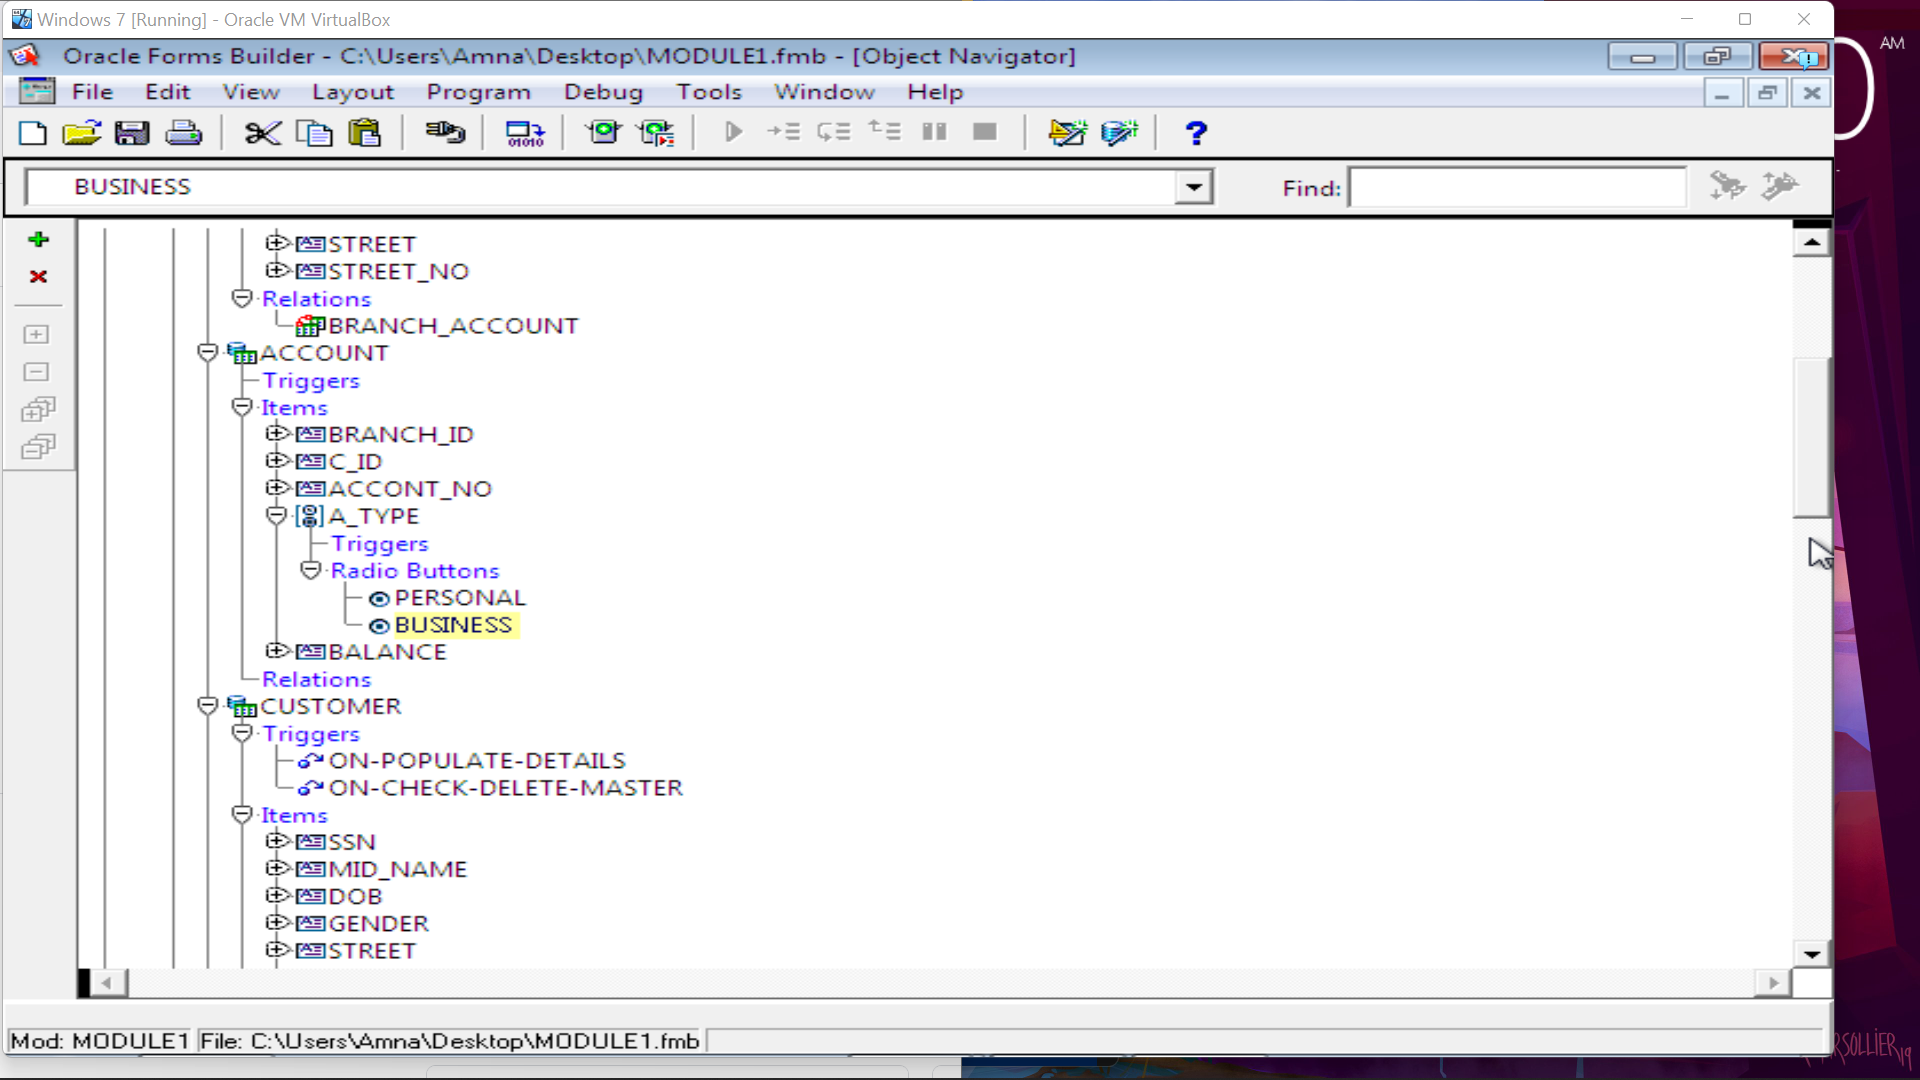 Windows 7 [Running] - Oracle VM VirtualBox
AM
Oracle Forms Builder - C:\Users\Amna\Desktop\MODULE1.fmb - [Object Navigator]
File Edit View Layout Program Debug Tools Window Help
BUSINESS
Find:
STREET
STREET_NO
Relations
BRANCH_ACCOUNT
ACCOUNT
Triggers
Items
BRANCH_ID
C_ID
ACCONT_NO
A_TYPE
Triggers
Radio Buttons
PERSONAL
BUSINESS
BALANCE
Relations
CUSTOMER
Triggers
ON-POPULATE-DETAILS
ON-CHECK-DELETE-MASTER
Items
SSN
MID_NAME
DOB
GENDER
STREET
Mod: MODULE1 File: C:\Users\Amna\Desktop\MODULE1.fmb